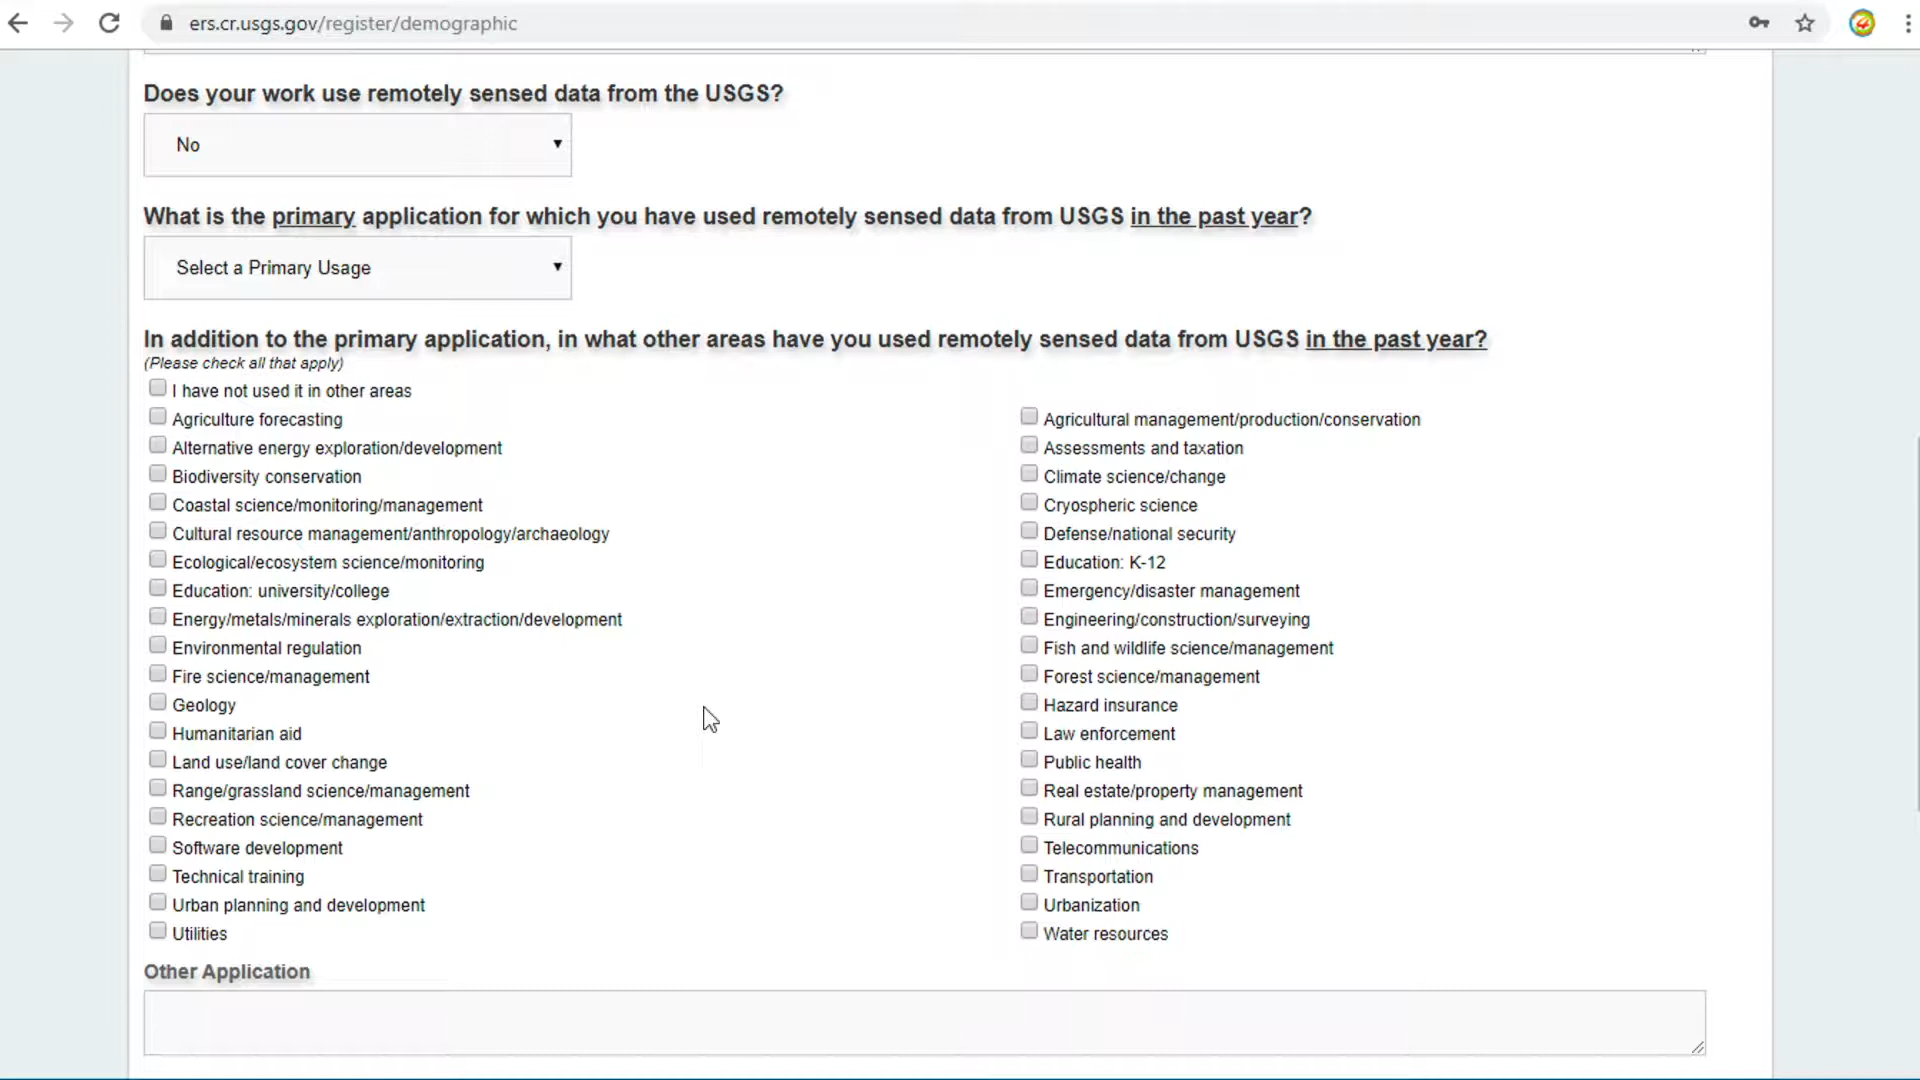 ers.cr.usgs.gov/register/demographic
Does your work use remotely sensed data from the USGS?
No
What is the primary application for which you have used remotely sensed data from USGS in the past year?
Select a Primary Usage
In addition to the primary application, in what other areas have you used remotely sensed data from USGS in the past year?
(Please check all that apply)
I have not used it in other areas
Agriculture forecasting
Agricultural management/production/conservation
Alternative energy exploration/development
Assessments and taxation
Biodiversity conservation
Climate science/change
Coastal science/monitoring/management
Cryospheric science
Cultural resource management/anthropology/archaeology
Defense/national security
Ecological/ecosystem science/monitoring
Education: K-12
Education: university/college
Emergency/disaster management
Energy/metals/minerals exploration/extraction/development
Engineering/construction/surveying
Environmental regulation
Fish and wildlife science/management
Fire science/management
Forest science/management
Geology
Hazard insurance
Humanitarian aid
Law enforcement
Land use/land cover change
Public health
Range/grassland science/management
Real estate/property management
Recreation science/management
Rural planning and development
Software development
Telecommunications
Technical training
Transportation
Urban planning and development
Urbanization
Utilities
Water resources
Other Application